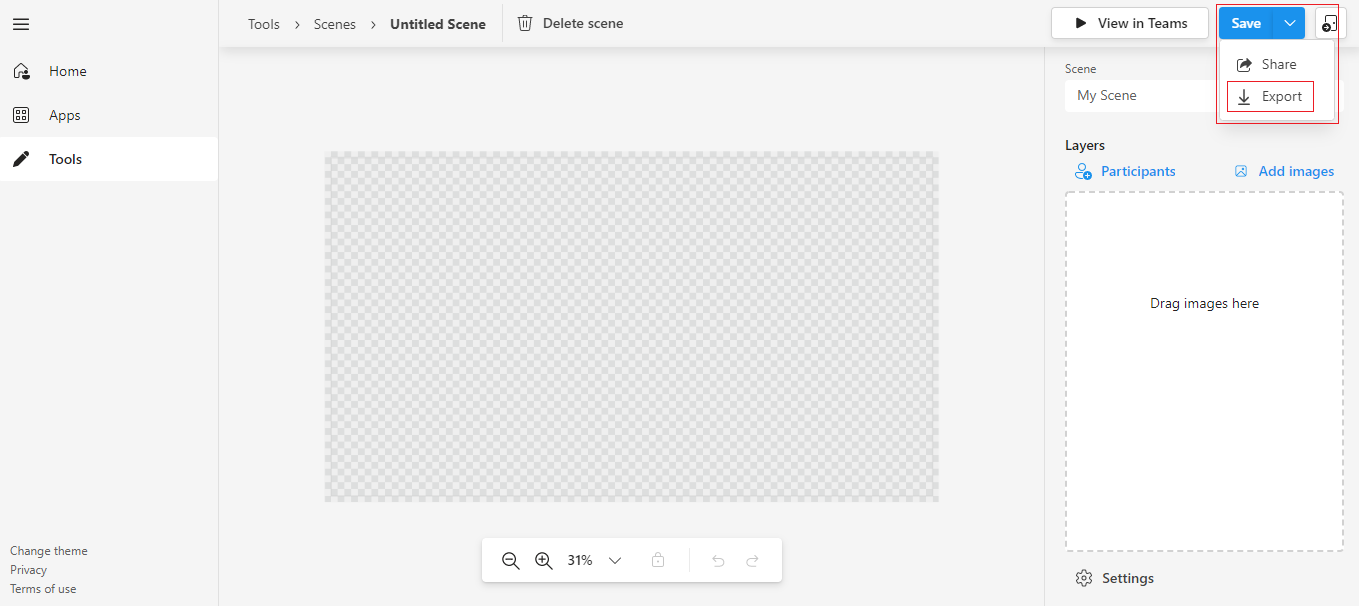 Tools > Scenes > Untitled Scene
Delete scene
View in Teams
Save
Share
Export
Home
Apps
Tools
Scene
My Scene
Layers
Participants
Add images
Drag images here
31%
Settings
Change theme
Privacy
Terms of use